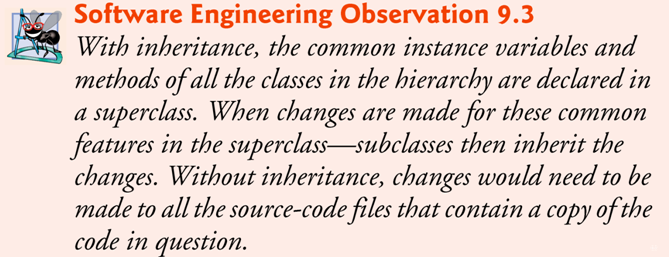 Software Engineering Observation 9.3
With inheritance, the common instance variables and
methods of all the classes in the hierarchy are declared in
a superclass. When changes are made for these common
features in the superclass—subclasses then inherit the
changes. Without inheritance, changes would need to be
made to all the source-code files that contain a copy of the
code in question.